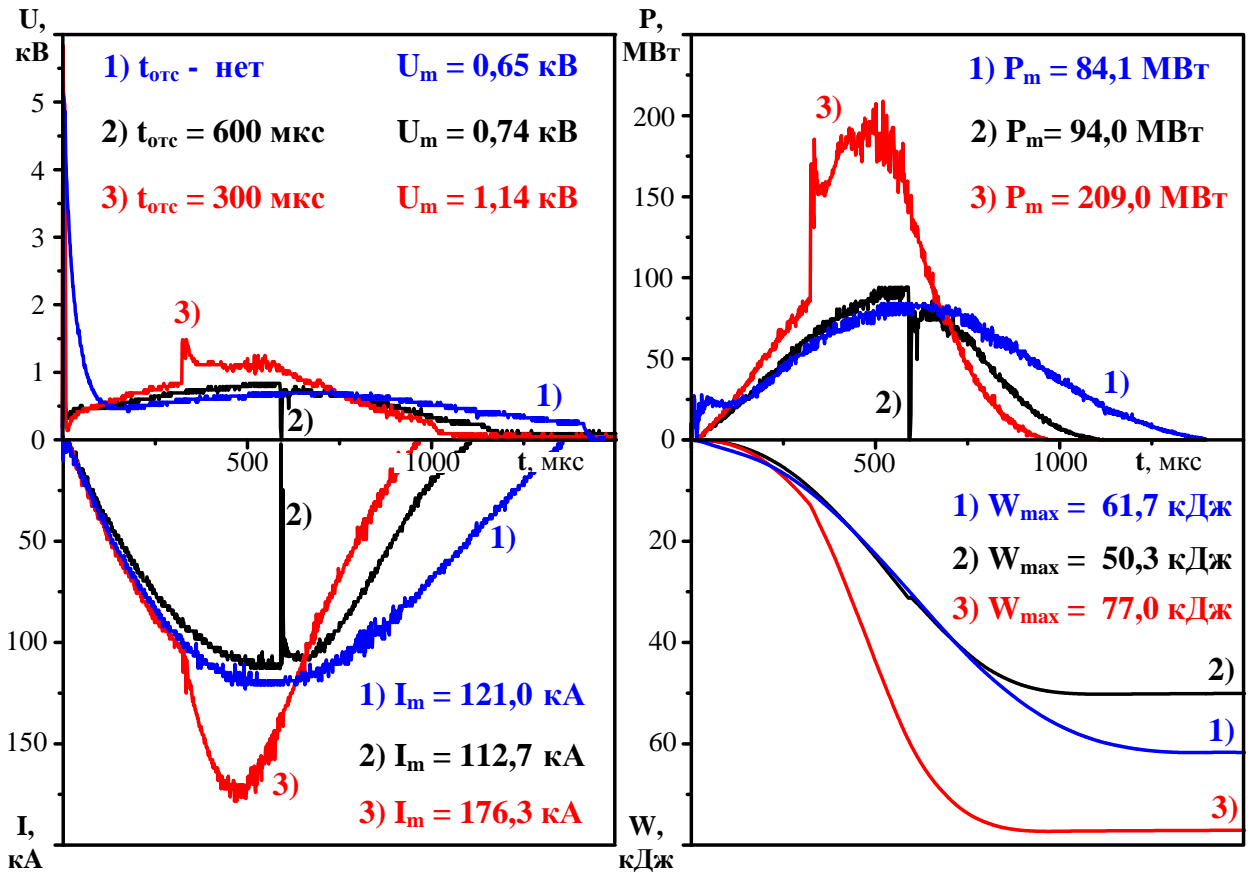 U,
кВ
1) tотс - нет
Um = 0,65 кВ
2) tотс = 600 мкс
Um = 0,74 кВ
3) tотс = 300 мкс
Um = 1,14 кВ
5
4
3
2
1
0
3)
1)
2)
500
1000
t, мкс
50
100
150
2)
1)
3)
1) Im = 121,0 кА
2) Im = 112,7 кА
3) Im = 176,3 кА
I,
кА
P,
МВт
1) Pm = 84,1 МВт
2) Pm= 94,0 МВт
3) Pm = 209,0 МВт
200
150
100
50
0
3)
2)
1)
500
1000
t, мкс
20
40
60
1) Wmax = 61,7 кДж
2) Wmax = 50,3 кДж
3) Wmax = 77,0 кДж
2)
1)
3)
W,
кДж